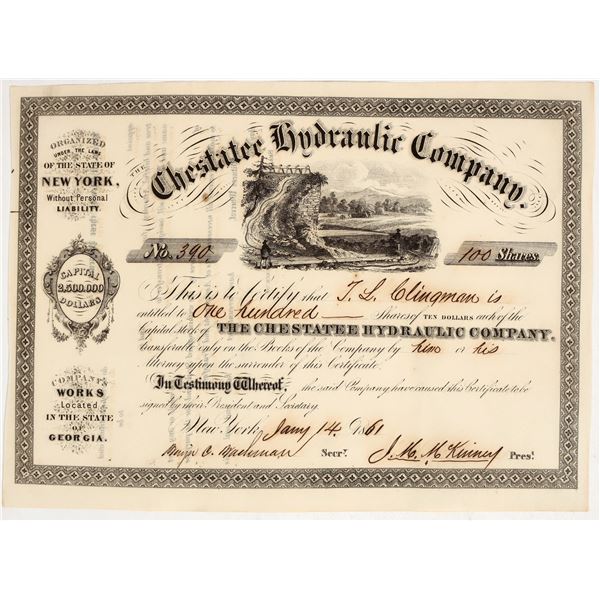 THE Chestatee Hydraulic Company.
ORGANIZED
UNDER THE LAWS
OF THE STATE OF
NEW YORK,
Without Personal
LIABILITY.
CAPITAL
2,500,000
DOLLARS
COMPANY'S
WORKS
Located
IN THE STATE
OF
GEORGIA.
No. 390
100 Shares.
This is to Certify that T. L. Clingman is
entitled to One hundred Shares of TEN DOLLARS each of the
Capital Stock of THE CHESTATEE HYDRAULIC COMPANY.
transferable only on the Books of the Company by him or his
Attorney upon the surrender of this Certificate.
In Testimony Whereof, the said Company have caused this Certificate to be
signed by their President and Secretary.
New York, Jany 14, 1861
Secry. J. M. McKinney Prest.